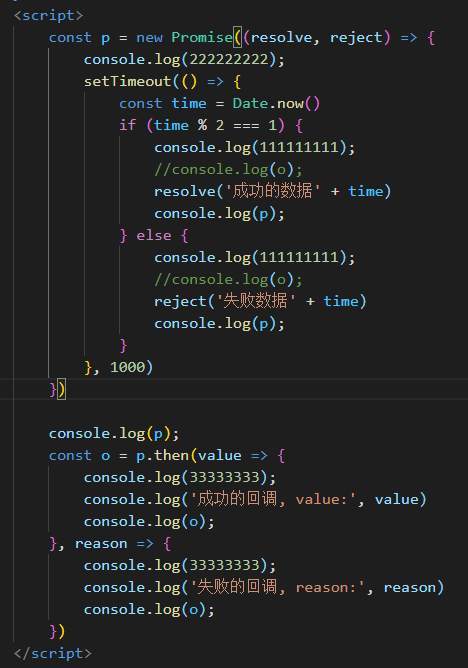 <script>
const p = new Promise((resolve, reject) => {
console.log(222222222);
setTimeout(() => {
const time = Date.now()
if (time % 2 === 1) {
console.log(111111111);
//console.log(o);
resolve('成功的数据' + time)
console.log(p);
} else {
console.log(111111111);
//console.log(o);
reject('失败数据' + time)
console.log(p);
}
}, 1000)
})
console.log(p);
const o = p.then(value => {
console.log(33333333);
console.log('成功的回调, value:', value)
console.log(o);
}, reason => {
console.log(33333333);
console.log('失败的回调, reason:', reason)
console.log(o);
})
</script>